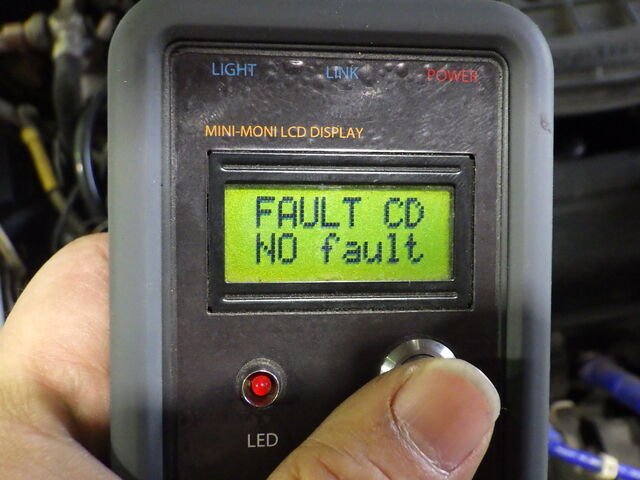 LIGHT LINK POWER
MINI-MONI LCD DISPLAY
FAULT CD
NO fault
LED